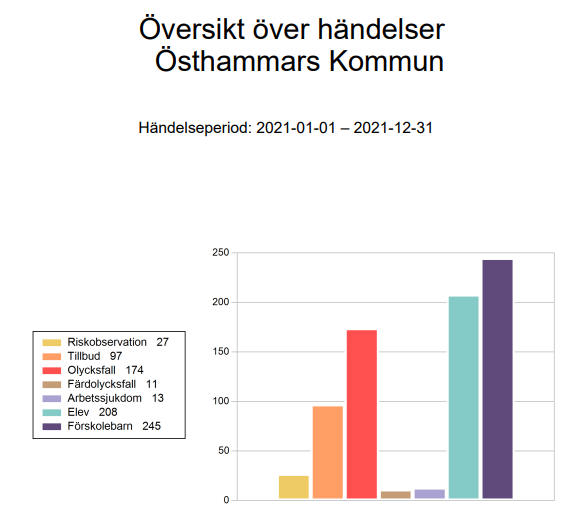 Översikt över händelser
Östhammars Kommun
Händelseperiod: 2021-01-01 – 2021-12-31
250
200
150
100
50
0
Riskobservation 27
Tillbud 97
Olycksfall 174
Färdolycksfall 11
Arbetssjukdom 13
Elev 208
Förskolebarn 245